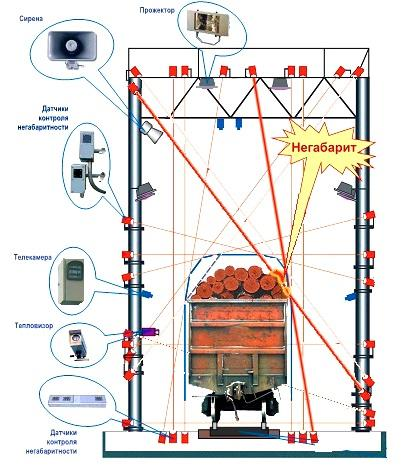 Прожектор
Сирена
Датчики
контроля
негабаритности
Негабарит
Телекамера
Тепловизор
Датчики
контроля
негабаритности